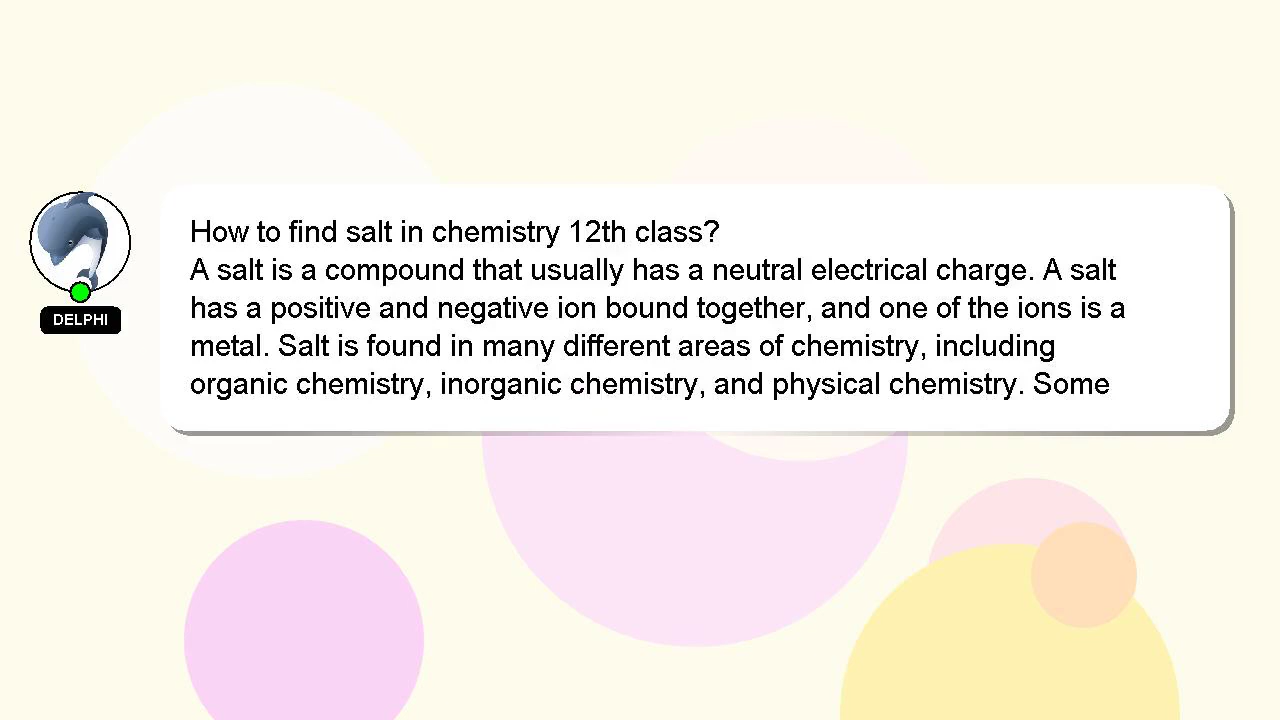 How to find salt in chemistry 12th class?
A salt is a compound that usually has a neutral electrical charge. A salt
has a positive and negative ion bound together, and one of the ions is a
metal. Salt is found in many different areas of chemistry, including
organic chemistry, inorganic chemistry, and physical chemistry. Some
DELPHI